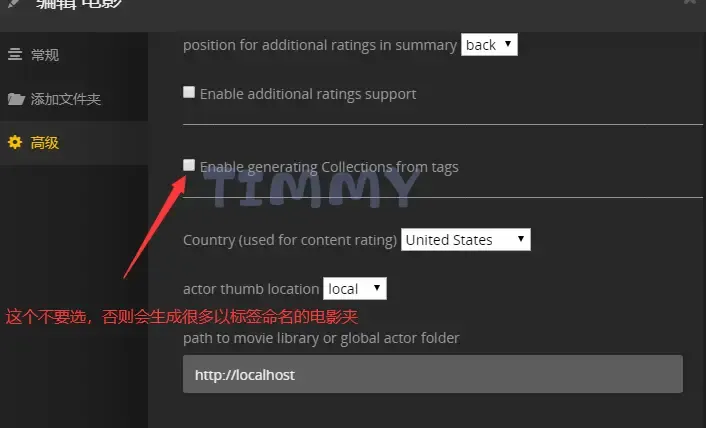 编辑 电影
position for additional ratings in summary back
常规
Enable additional ratings support
添加文件夹
高级
Enable generating Collections from tags
TIMMY
Country (used for content rating) United States
actor thumb location local
这个不要选，否则会生成很多以标签命名的电影夹
path to movie library or global actor folder
http://localhost